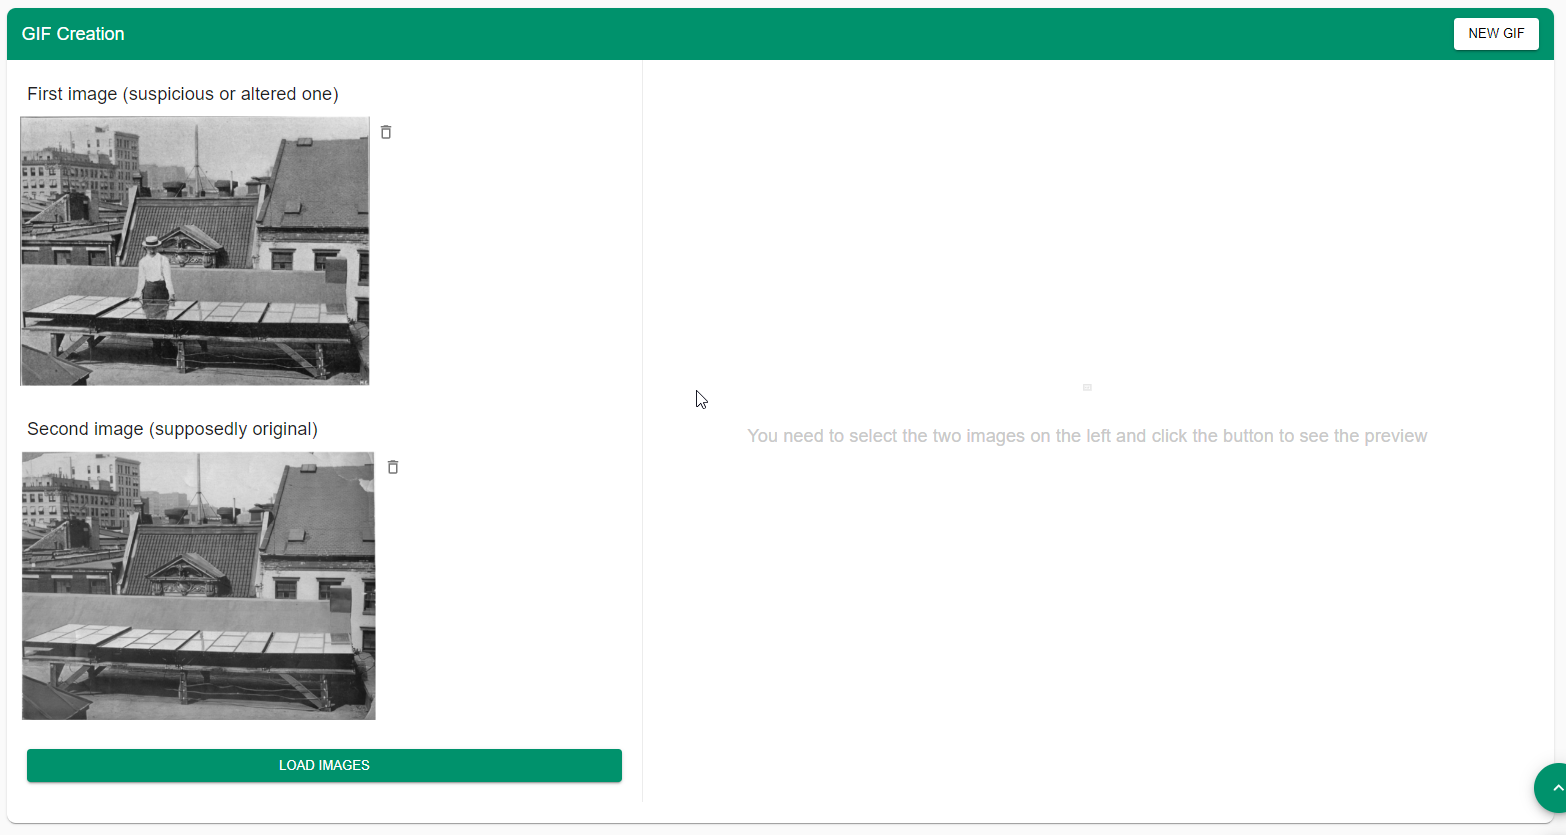 GIF Creation
NEW GIF
First image (suspicious or altered one)
Second image (supposedly original)
LOAD IMAGES
You need to select the two images on the left and click the button to see the preview